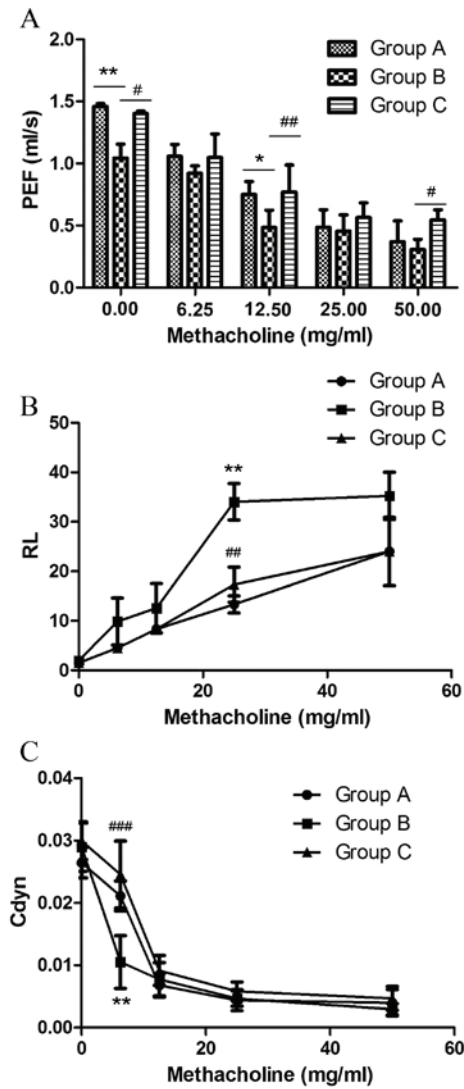 A
Group A
Group B
Group C
PEF (ml/s)
2.0
1.5
1.0
0.5
0.0
** #
* ##
#
0.00 6.25 12.50 25.00 50.00
Methacholine (mg/ml)
B
Group A
Group B
Group C
RL
50
40
30
20
10
0
**
##
0 20 40 60
Methacholine (mg/ml)
C
Group A
Group B
Group C
Cdyn
0.04
0.03
0.02
0.01
0.00
###
**
0 20 40 60
Methacholine (mg/ml)